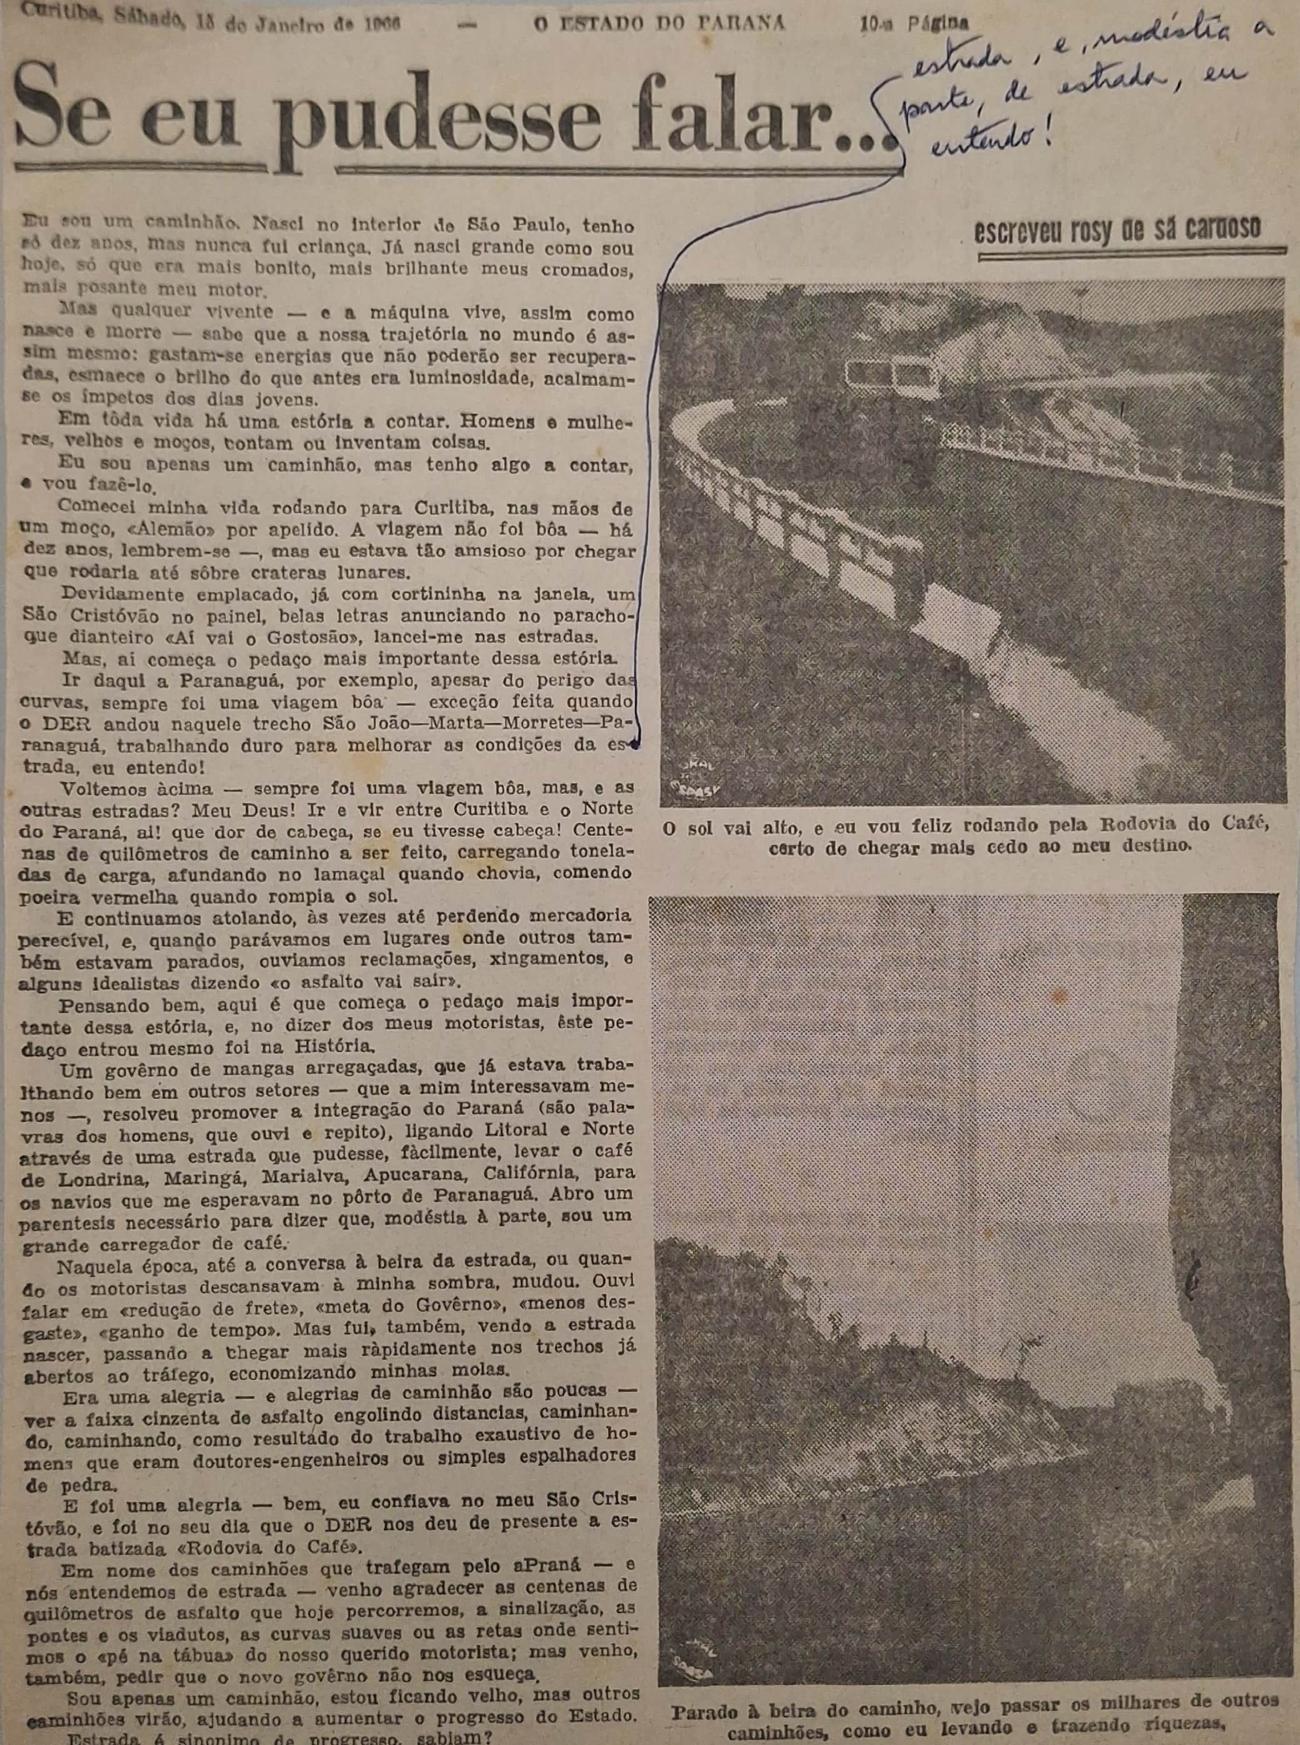 Curitiba, Sábado, 15 de Janeiro de 1966 — O ESTADO DO PARANÁ 10.a Página
Se eu pudesse falar...
estrada, e, modéstia a
parte, de estrada, eu
entendo!
escreveu rosy de sá cardoso
Eu sou um caminhão. Nasci no interior de São Paulo, tenho
só dez anos, mas nunca fui criança. Já nasci grande como sou
hoje, só que era mais bonito, mais brilhante meus cromados,
mais posante meu motor.
Mas qualquer vivente — e a máquina vive, assim como
nasce e morre — sabe que a nossa trajetória no mundo é as-
sim mesmo: gastam-se energias que não poderão ser recupera-
das, esmaece o brilho do que antes era luminosidade, acalmam-
se os ímpetos dos dias jovens.
Em tôda vida há uma estória a contar. Homens e mulhe-
res, velhos e moços, contam ou inventam coisas.
Eu sou apenas um caminhão, mas tenho algo a contar,
e vou fazê-lo.
Comecei minha vida rodando para Curitiba, nas mãos de
um moço, «Alemão» por apelido. A viagem não foi bôa — há
dez anos, lembrem-se —, mas eu estava tão amsioso por chegar
que rodaria até sôbre crateras lunares.
Devidamente emplacado, já com cortininha na janela, um
São Cristóvão no painel, belas letras anunciando no paracho-
que dianteiro «Aí vai o Gostosão», lancei-me nas estradas.
Mas, ai começa o pedaço mais importante dessa estória.
Ir daqui a Paranaguá, por exemplo, apesar do perigo das
curvas, sempre foi uma viagem bôa — exceção feita quando
o DER andou naquele trecho São João—Marta—Morretes—Pa-
ranaguá, trabalhando duro para melhorar as condições da es-
trada, eu entendo!
Voltemos àcima — sempre foi uma viagem bôa, mas, e as
outras estradas? Meu Deus! Ir e vir entre Curitiba e o Norte
do Paraná, ai! que dor de cabeça, se eu tivesse cabeça! Cente-
nas de quilômetros de caminho a ser feito, carregando tonela-
das de carga, afundando no lamaçal quando chovia, comendo
poeira vermelha quando rompia o sol.
E continuamos atolando, às vezes até perdendo mercadoria
perecível, e, quando parávamos em lugares onde outros tam-
bém estavam parados, ouvíamos reclamações, xingamentos, e
alguns idealistas dizendo «o asfalto vai sair».
Pensando bem, aqui é que começa o pedaço mais impor-
tante dessa estória, e, no dizer dos meus motoristas, êste pe-
daço entrou mesmo foi na História.
Um govêrno de mangas arregaçadas, que já estava traba-
lthando bem em outros setores — que a mim interessavam me-
nos —, resolveu promover a integração do Paraná (são pala-
vras dos homens, que ouvi e repito), ligando Litoral e Norte
através de uma estrada que pudesse, fàcilmente, levar o café
de Londrina, Maringá, Marialva, Apucarana, Califórnia, para
os navios que me esperavam no pôrto de Paranaguá. Abro um
parentesis necessário para dizer que, modéstia à parte, sou um
grande carregador de café.
Naquela época, até a conversa à beira da estrada, ou quan-
do os motoristas descansavam à minha sombra, mudou. Ouvi
falar em «redução de frete», «meta do Govêrno», «menos des-
gaste», «ganho de tempo». Mas fui, também, vendo a estrada
nascer, passando a chegar mais ràpidamente nos trechos já
abertos ao tráfego, economizando minhas molas.
Era uma alegria — e alegrias de caminhão são poucas —
ver a faixa cinzenta de asfalto engolindo distancias, caminhan-
do, caminhando, como resultado do trabalho exaustivo de ho-
mens que eram doutores-engenheiros ou simples espalhadores
de pedra.
E foi uma alegria — bem, eu confiava no meu São Cris-
tóvão, e foi no seu dia que o DER nos deu de presente a es-
trada batizada «Rodovia do Café».
Em nome dos caminhões que trafegam pelo aPraná — e
nós entendemos de estrada — venho agradecer as centenas de
quilômetros de asfalto que hoje percorremos, a sinalização, as
pontes e os viadutos, as curvas suaves ou as retas onde senti-
mos o «pé na tábua» do nosso querido motorista; mas venho,
também, pedir que o novo govêrno não nos esqueça.
Sou apenas um caminhão, estou ficando velho, mas outros
caminhões virão, ajudando a aumentar o progresso do Estado.
Estrada é sinonimo de progresso, sabiam?
O sol vai alto, e eu vou feliz rodando pela Rodovia do Café,
certo de chegar mais cedo ao meu destino.
Parado à beira do caminho, vejo passar os milhares de outros
caminhões, como eu levando e trazendo riquezas.